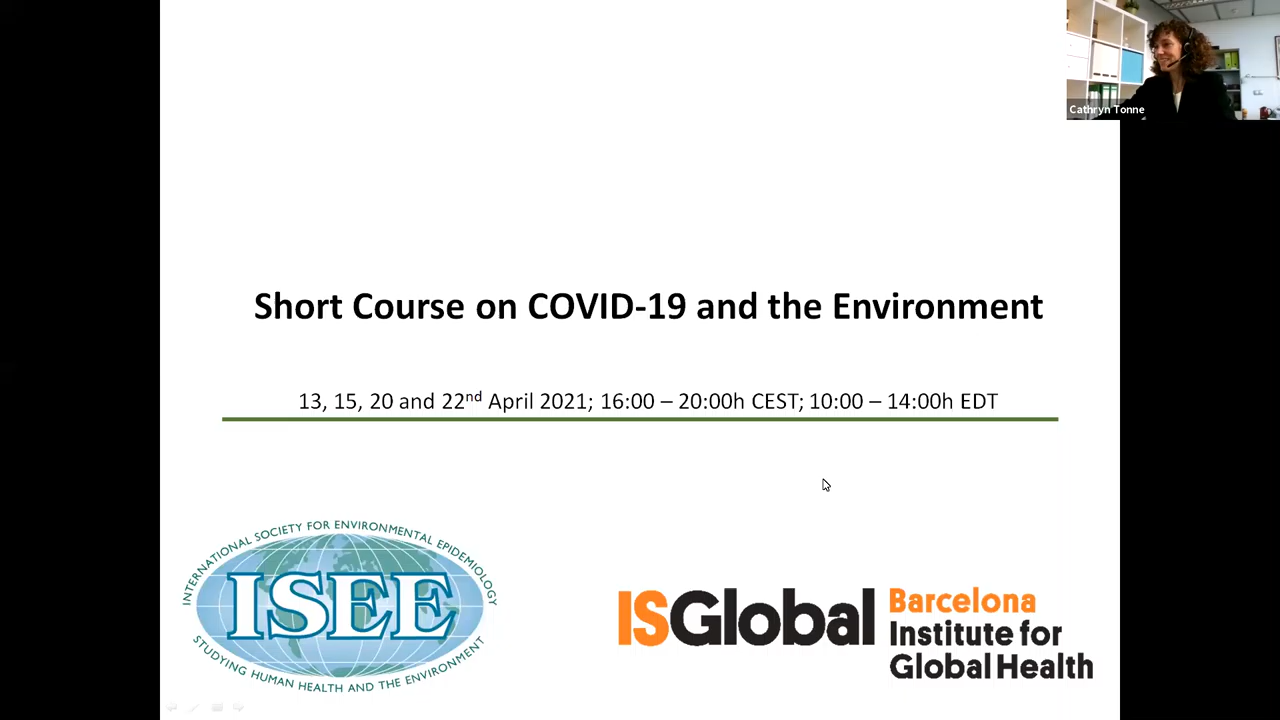 Cathryn Tonne
Short Course on COVID-19 and the Environment
13, 15, 20 and 22nd April 2021; 16:00 – 20:00h CEST; 10:00 – 14:00h EDT
INTERNATIONAL SOCIETY FOR ENVIRONMENTAL EPIDEMIOLOGY
ISEE
STUDYING HUMAN HEALTH AND THE ENVIRONMENT
ISGlobal
Barcelona
Institute for
Global Health